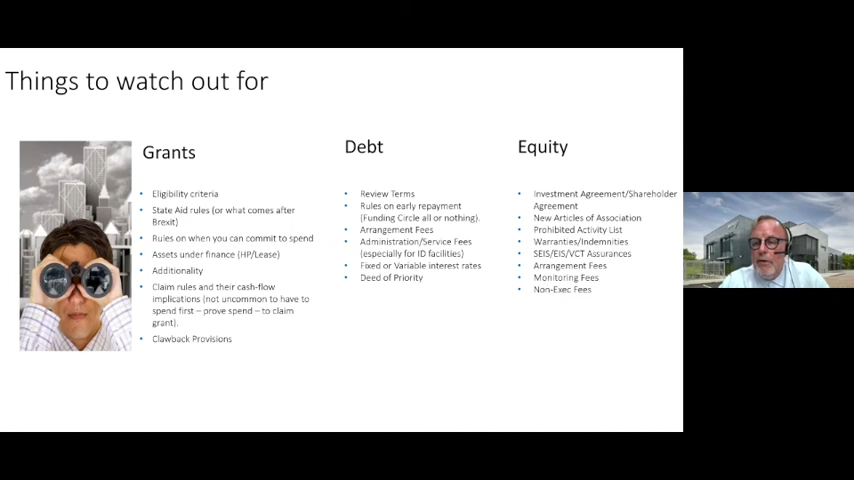 Things to watch out for
Grants
Eligibility criteria
State Aid rules (or what comes after
Brexit)
Rules on when you can commit to spend
Assets under finance (HP/Lease)
Additionality
Claim rules and their cash-flow
implications (not uncommon to have to
spend first – prove spend – to claim
grant).
Clawback Provisions
Debt
Review Terms
Rules on early repayment
(Funding Circle all or nothing).
Arrangement Fees
Administration/Service Fees
(especially for ID facilities)
Fixed or Variable interest rates
Deed of Priority
Equity
Investment Agreement/Shareholder
Agreement
New Articles of Association
Prohibited Activity List
Warranties/Indemnities
SEIS/EIS/VCT Assurances
Arrangement Fees
Monitoring Fees
Non-Exec Fees